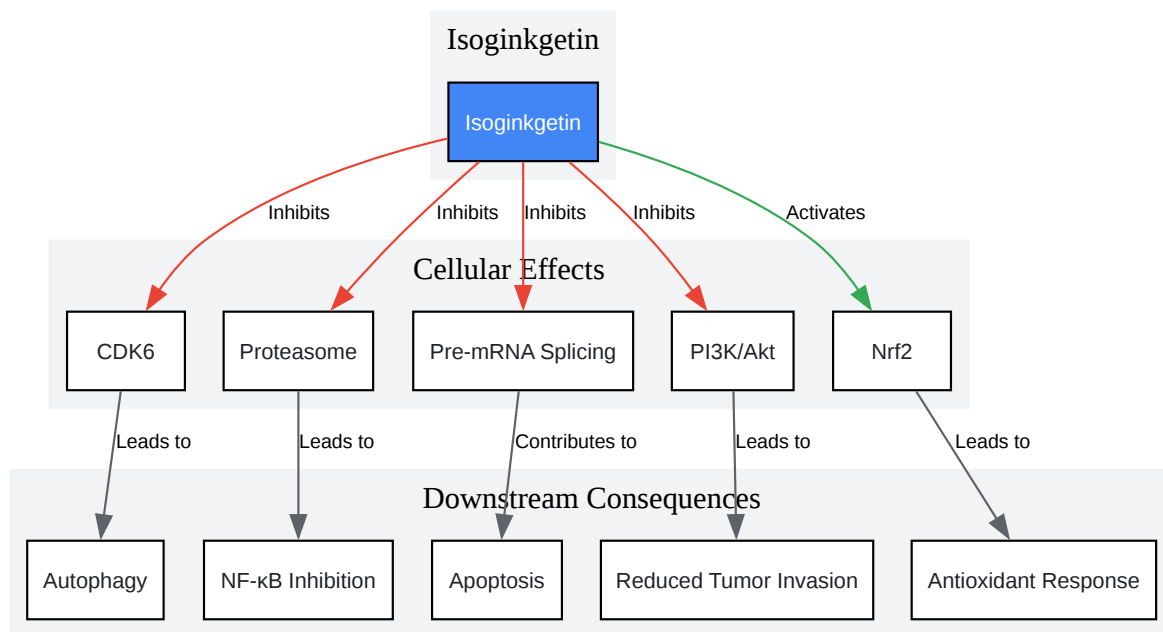 Isoginkgetin
Isoginkgetin
Inhibits
Inhibits
Inhibits
Inhibits
Activates
Cellular Effects
CDK6
Proteasome
Pre-mRNA Splicing
PI3K/Akt
Nrf2
Leads to
Leads to
Contributes to
Leads to
Leads to
Downstream Consequences
Autophagy
NF-κB Inhibition
Apoptosis
Reduced Tumor Invasion
Antioxidant Response